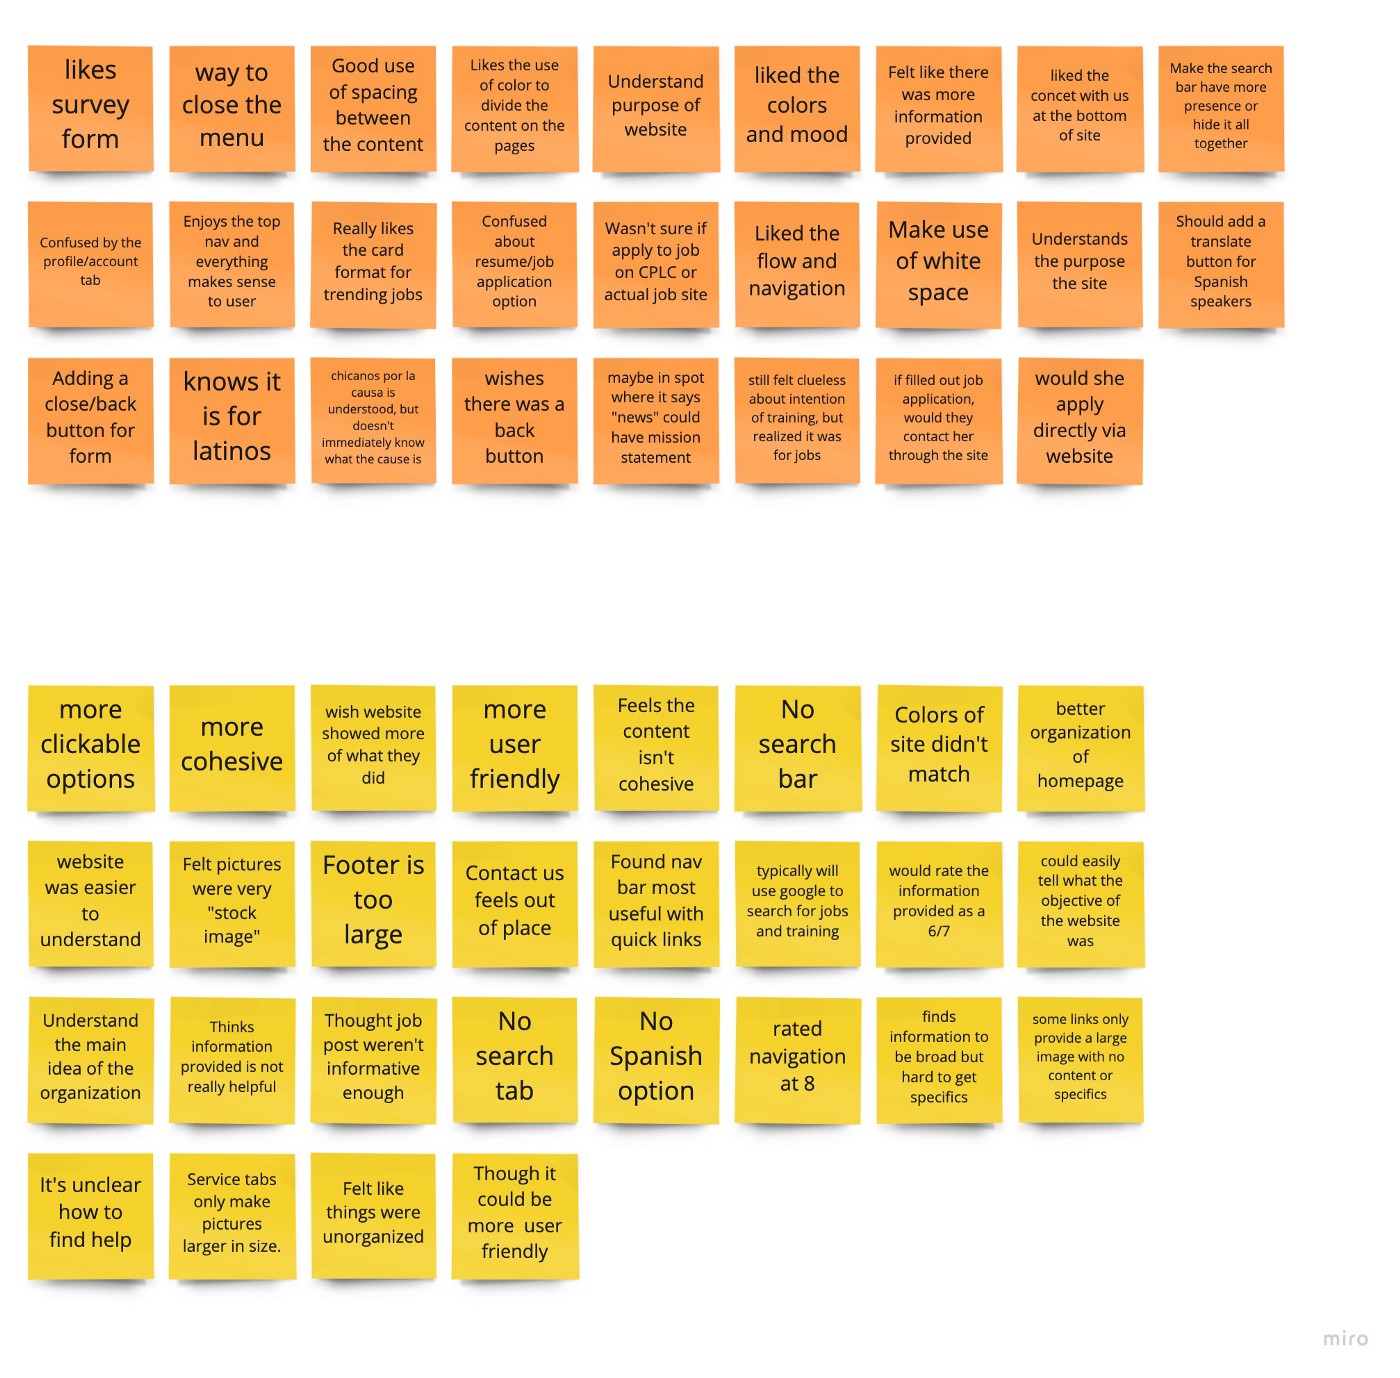 likes
survey
form
way to
close the
menu
Good use
of spacing
between
the content
Likes the use
of color to
divide the
content on the
pages
Understand
purpose of
website
liked the
colors
and mood
Felt like there
was more
information
provided
liked the
concet with us
at the bottom
of site
Make the search
bar have more
presence or
hide it all
together
Confused by the
profile/account
tab
Enjoys the top
nav and
everything
makes sense
to user
Really likes
the card
format for
trending jobs
Confused
about
resume/job
application
option
Wasn't sure if
apply to job
on CPLC or
actual job site
Liked the
flow and
navigation
Make use
of white
space
Understands
the purpose
the site
Should add a
translate
button for
Spanish
speakers
Adding a
close/back
button for
form
knows it
is for
latinos
chicanos por la
causa is
understood, but
doesn't
immediately know
what the cause is
wishes
there was a
back
button
maybe in spot
where it says
"news" could
have mission
statement
still felt clueless
about intention
of training, but
realized it was
for jobs
if filled out job
application,
would they
contact her
through the site
would she
apply
directly via
website
more
clickable
options
more
cohesive
wish website
showed more
of what they
did
more
user
friendly
Feels the
content
isn't
cohesive
No
search
bar
Colors of
site didn't
match
better
organization
of
homepage
website
was easier
to
understand
Felt pictures
were very
"stock
image"
Footer is
too
large
Contact us
feels out
of place
Found nav
bar most
useful with
quick links
typically will
use google to
search for jobs
and training
would rate the
information
provided as a
6/7
could easily
tell what the
objective of
the website
was
Understand
the main
idea of the
organization
Thinks
information
provided is not
really helpful
Thought job
post weren't
informative
enough
No
search
tab
No
Spanish
option
rated
navigation
at 8
finds
information to
be broad but
hard to get
specifics
some links only
provide a large
image with no
content or
specifics
It's unclear
how to
find help
Service tabs
only make
pictures
larger in size.
Felt like
things were
unorganized
Though it
could be
more user
friendly
miro